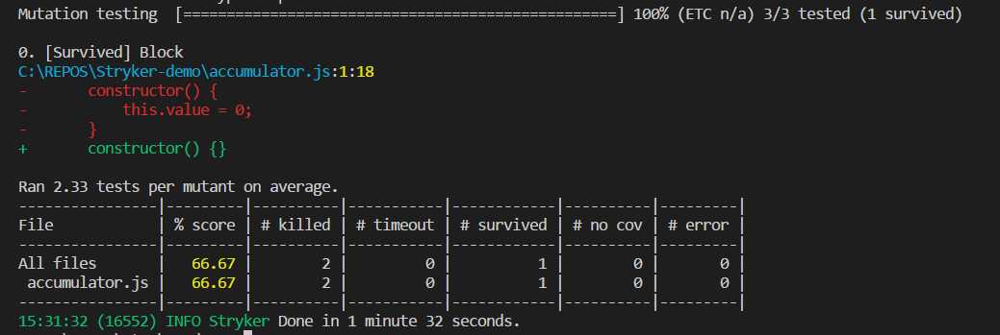 Mutation testing  [=================================================] 100% (ETC n/a) 3/3 tested (1 survived)
0. [Survived] Block
C:\REPOS\Stryker-demo\accumulator.js:1:18
-       constructor() {
-           this.value = 0;
-       }
+       constructor() {}
Ran 2.33 tests per mutant on average.
----------------|---------|----------|-----------|------------|----------|---------|
File            | % score | # killed | # timeout | # survived | # no cov | # error |
----------------|---------|----------|-----------|------------|----------|---------|
All files       |   66.67 |        2 |         0 |          1 |        0 |       0 |
 accumulator.js |   66.67 |        2 |         0 |          1 |        0 |       0 |
----------------|---------|----------|-----------|------------|----------|---------|
15:31:32 (16552) INFO Stryker Done in 1 minute 32 seconds.